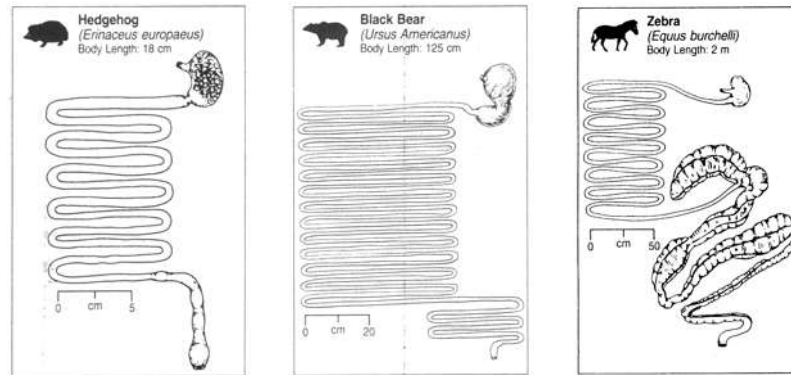 Hedgehog
(Erinaceus europaeus)
Body Length: 18 cm
0 cm 5
Black Bear
(Ursus Americanus)
Body Length: 125 cm
0 cm 20
Zebra
(Equus burchelli)
Body Length: 2 m
0 cm 50